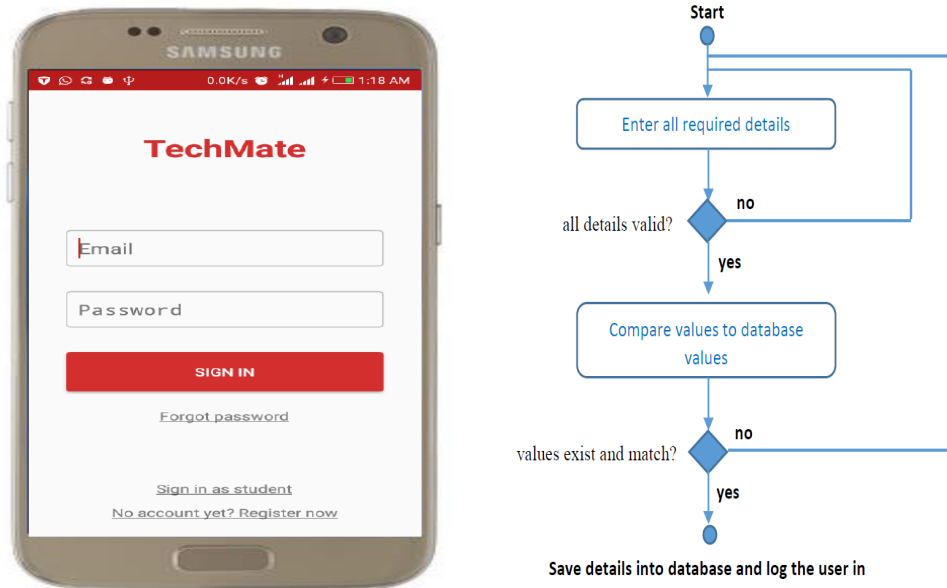 SAMSUNG
0.0K/s H 1:18 AM
TechMate
Email
Password
SIGN IN
Forgot password
Sign in as student
No account yet? Register now
Start
Enter all required details
no
all details valid?
yes
Compare values to database
values
no
values exist and match?
yes
Save details into database and log the user in